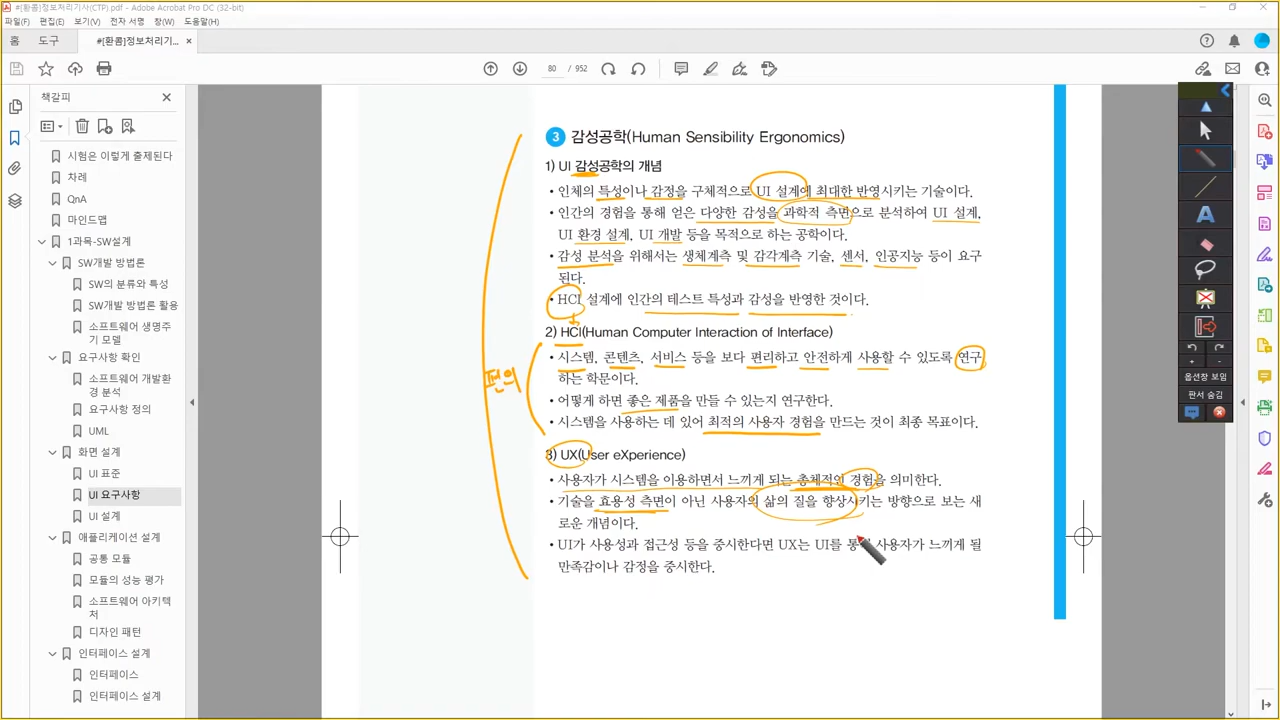 #[환콤]정보처리기사(CTP).pdf - Adobe Acrobat Pro DC (32-bit)
파일(F) 편집(E) 보기(V) 전자 서명 창(W) 도움말(H)
홈 도구 #[환콤]정보처리기... ×
80 / 952
책갈피
시험은 이렇게 출제된다
차례
QnA
마인드맵
1과목-SW설계
SW개발 방법론
SW의 분류와 특성
SW개발 방법론 활용
소프트웨어 생명주
기 모델
요구사항 확인
소프트웨어 개발환
경 분석
요구사항 정의
UML
화면 설계
UI 표준
UI 요구사항
UI 설계
애플리케이션 설계
공통 모듈
모듈의 성능 평가
소프트웨어 아키텍
처
디자인 패턴
인터페이스 설계
인터페이스
인터페이스 설계
3 감성공학(Human Sensibility Ergonomics)
1) UI 감성공학의 개념
• 인체의 특성이나 감정을 구체적으로 UI 설계에 최대한 반영시키는 기술이다.
• 인간의 경험을 통해 얻은 다양한 감성을 과학적 측면으로 분석하여 UI 설계,
UI 환경 설계, UI 개발 등을 목적으로 하는 공학이다.
• 감성 분석을 위해서는 생체계측 및 감각계측 기술, 센서, 인공지능 등이 요구
된다.
• HCI 설계에 인간의 테스트 특성과 감성을 반영한 것이다.
2) HCI(Human Computer Interaction of Interface)
• 시스템, 콘텐츠, 서비스 등을 보다 편리하고 안전하게 사용할 수 있도록 연구
하는 학문이다.
편의
• 어떻게 하면 좋은 제품을 만들 수 있는지 연구한다.
• 시스템을 사용하는 데 있어 최적의 사용자 경험을 만드는 것이 최종 목표이다.
3) UX(User eXperience)
• 사용자가 시스템을 이용하면서 느끼게 되는 총체적인 경험을 의미한다.
• 기술을 효용성 측면이 아닌 사용자의 삶의 질을 향상시키는 방향으로 보는 새
로운 개념이다.
• UI가 사용성과 접근성 등을 중시한다면 UX는 UI를 통 사용자가 느끼게 될
만족감이나 감정을 중시한다.
A
옵션창 보임
판서 숨김